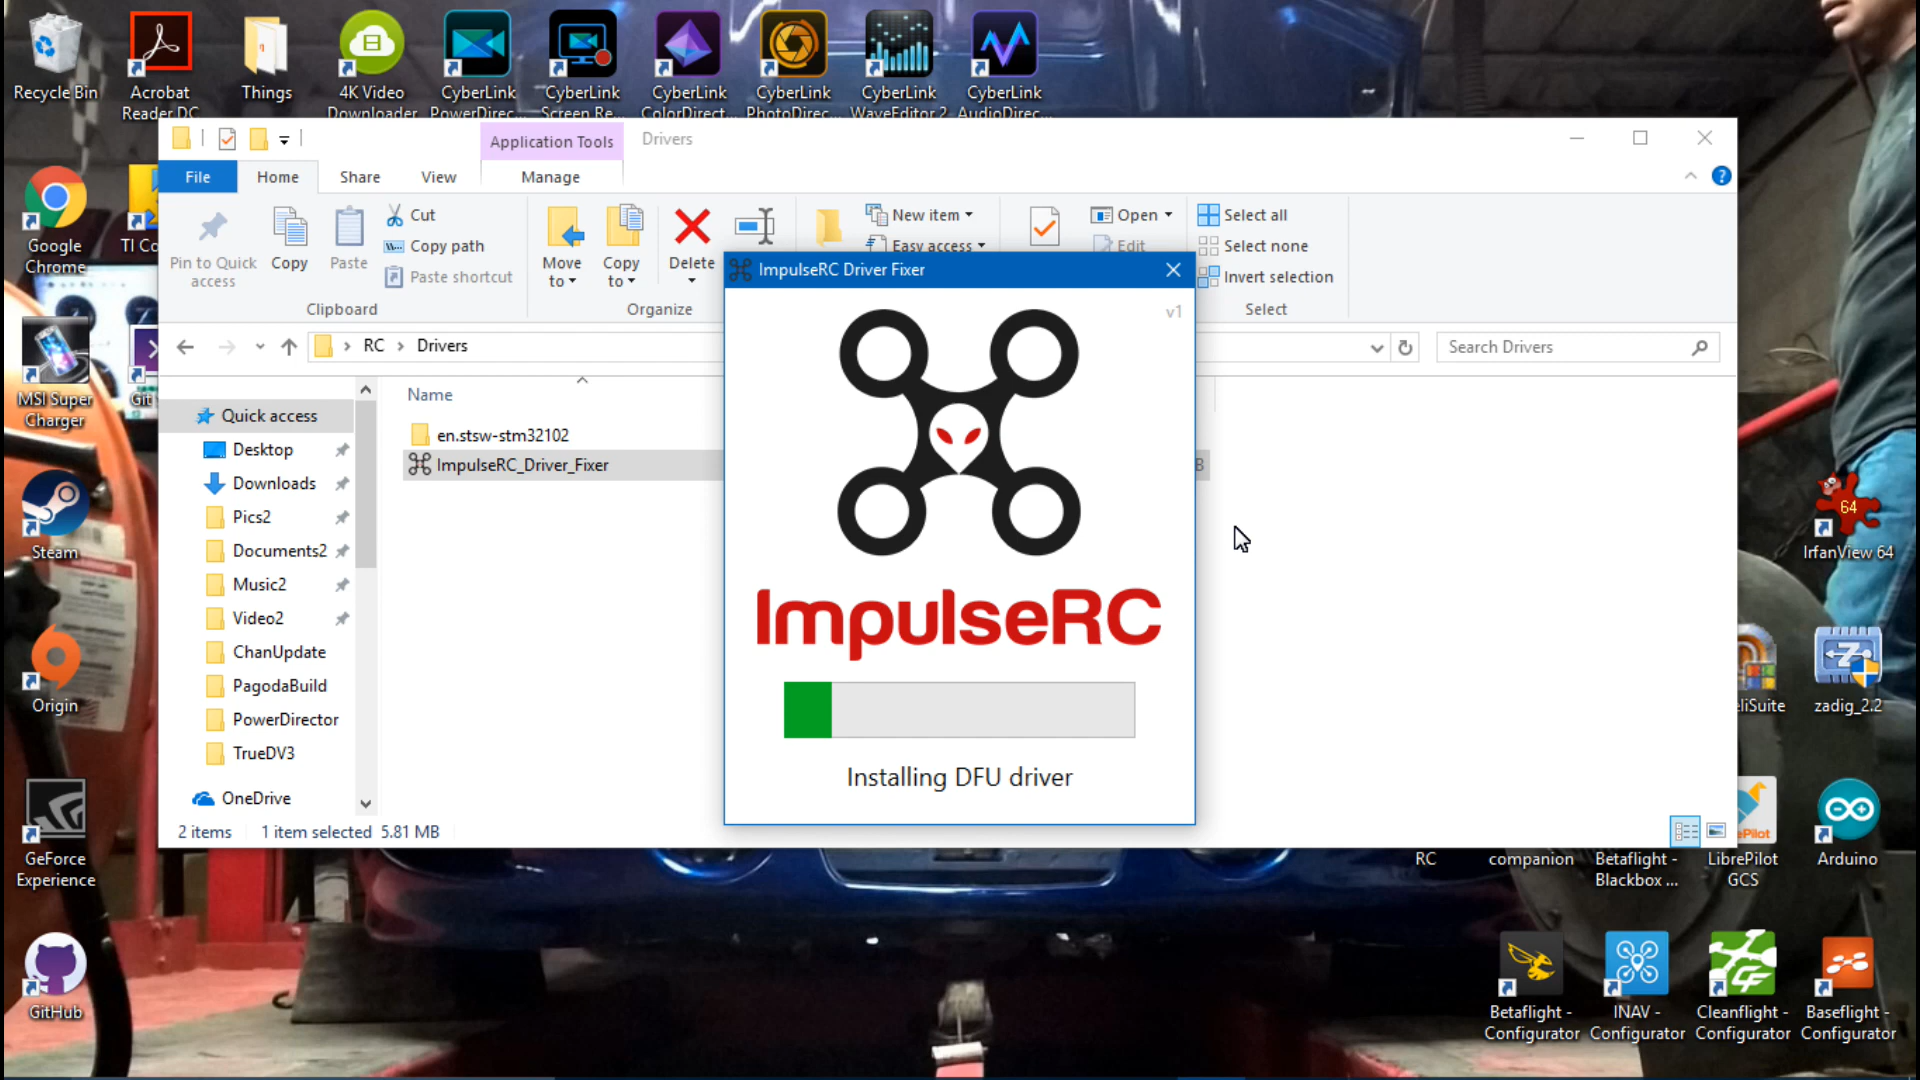 Recycle Bin
Acrobat
Reader DC
Things
4K Video
Downloader
CyberLink
PowerDirec...
CyberLink
Screen Re...
CyberLink
ColorDirect...
CyberLink
PhotoDirec...
CyberLink
WaveEditor 2
CyberLink
AudioDirec...
Application Tools
Drivers
File
Home
Share
View
Manage
Pin to Quick
access
Copy
Paste
Cut
Copy path
Paste shortcut
Clipboard
Move
to
Copy
to
Delete
Organize
New item
Easy access
Open
Edit
Select all
Select none
Invert selection
Select
RC
Drivers
Search Drivers
Name
en.stsw-stm32102
ImpulseRC_Driver_Fixer
B
Quick access
Desktop
Downloads
Pics2
Documents2
Music2
Video2
ChanUpdate
PagodaBuild
PowerDirector
TrueDV3
OneDrive
2 items
1 item selected 5.81 MB
ImpulseRC Driver Fixer
v1
ImpulseRC
Installing DFU driver
Google
Chrome
TI Co
MSI Super
Charger
Git
Steam
Origin
GeForce
Experience
GitHub
64
IrfanView 64
eliSuite
zadig_2.2
ePilot
RC
companion
Betaflight -
Blackbox ...
LibrePilot
GCS
Arduino
Betaflight -
Configurator
INAV -
Configurator
Cleanflight -
Configurator
Baseflight -
Configurator